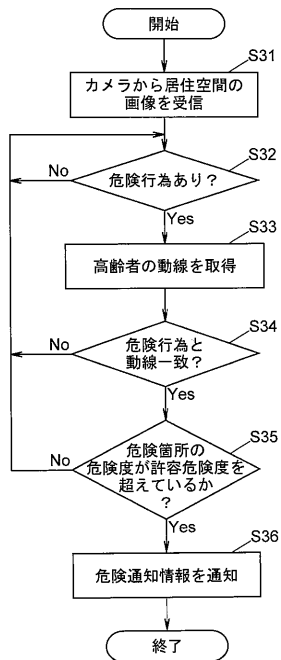 開始
S31
カメラから居住空間の
画像を受信
S32
危険行為あり？
No
Yes
S33
高齢者の動線を取得
S34
危険行為と
動線一致？
No
Yes
S35
危険箇所の
危険度が許容危険度を
超えているか
？
No
Yes
S36
危険通知情報を通知
終了